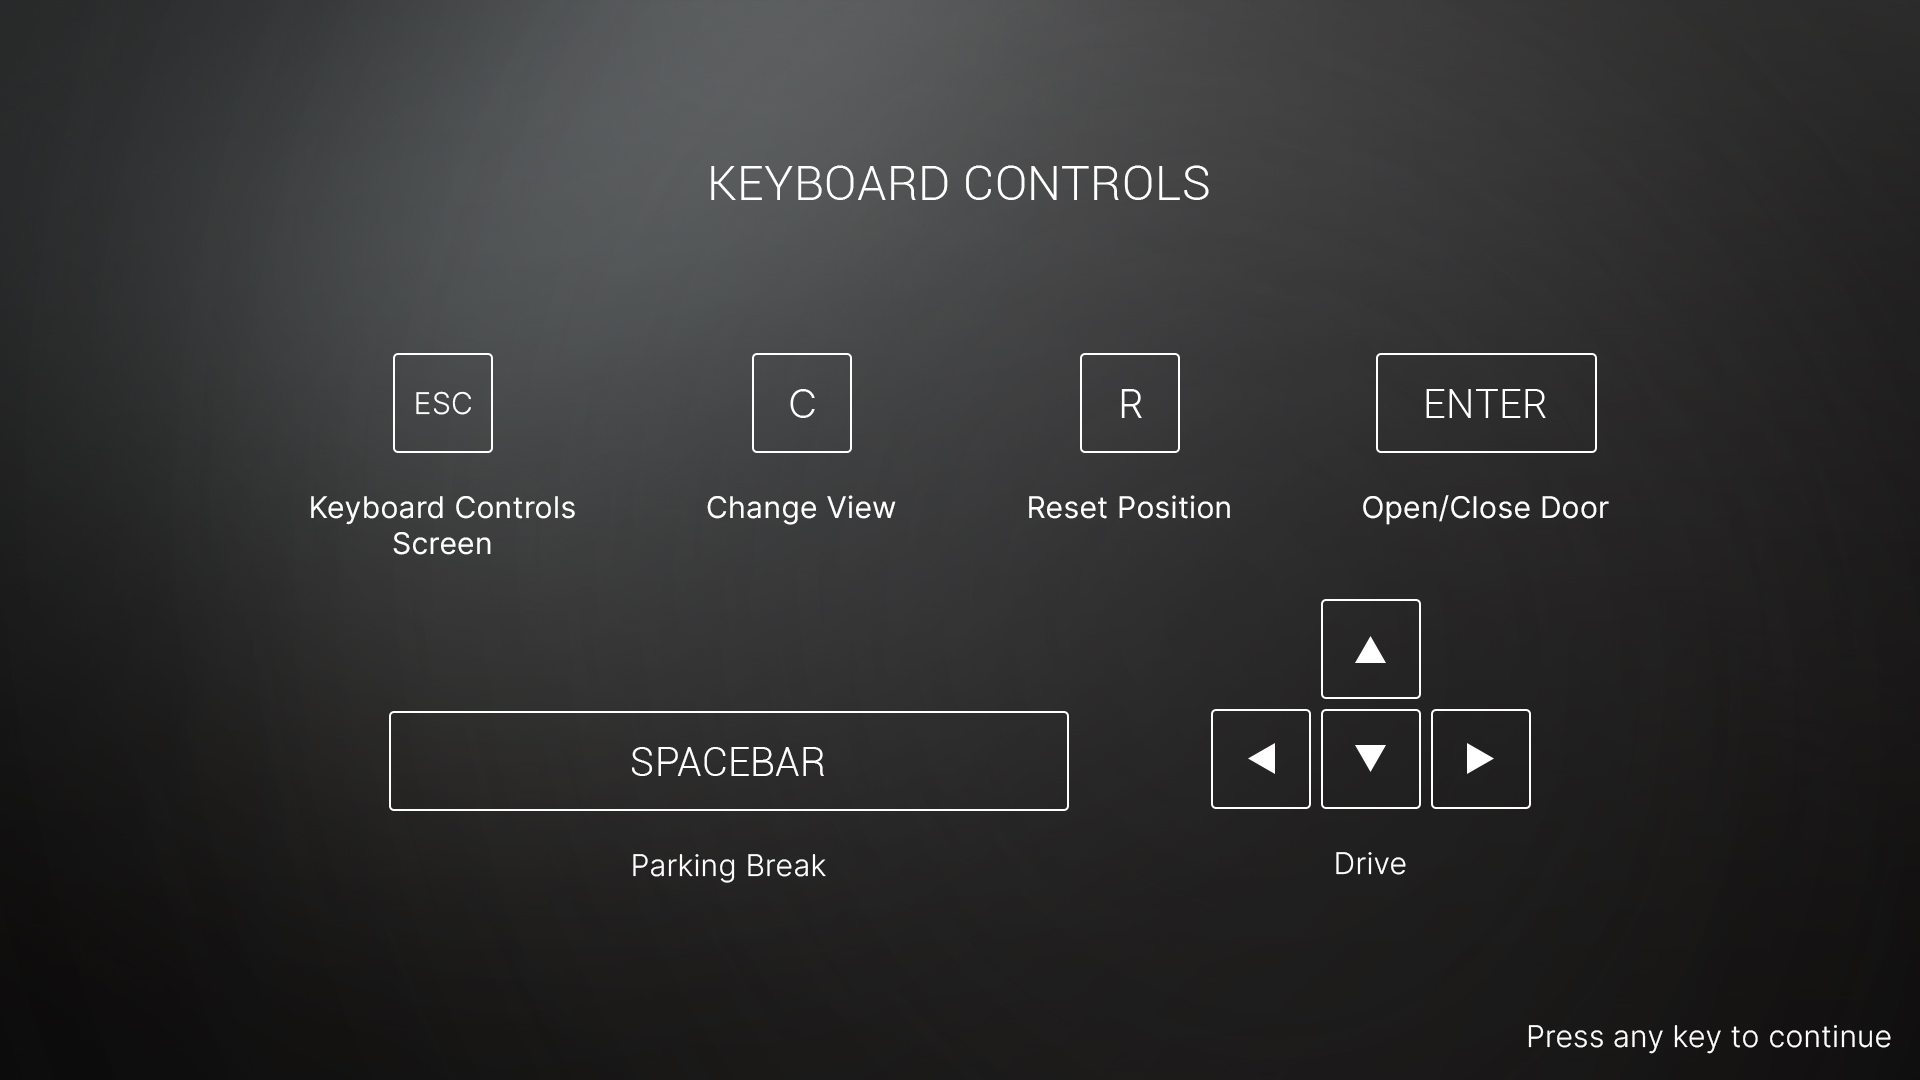 KEYBOARD CONTROLS
ESC
C
R
ENTER
Keyboard Controls
Screen
Change View
Reset Position
Open/Close Door
SPACEBAR
Parking Break
Drive
Press any key to continue